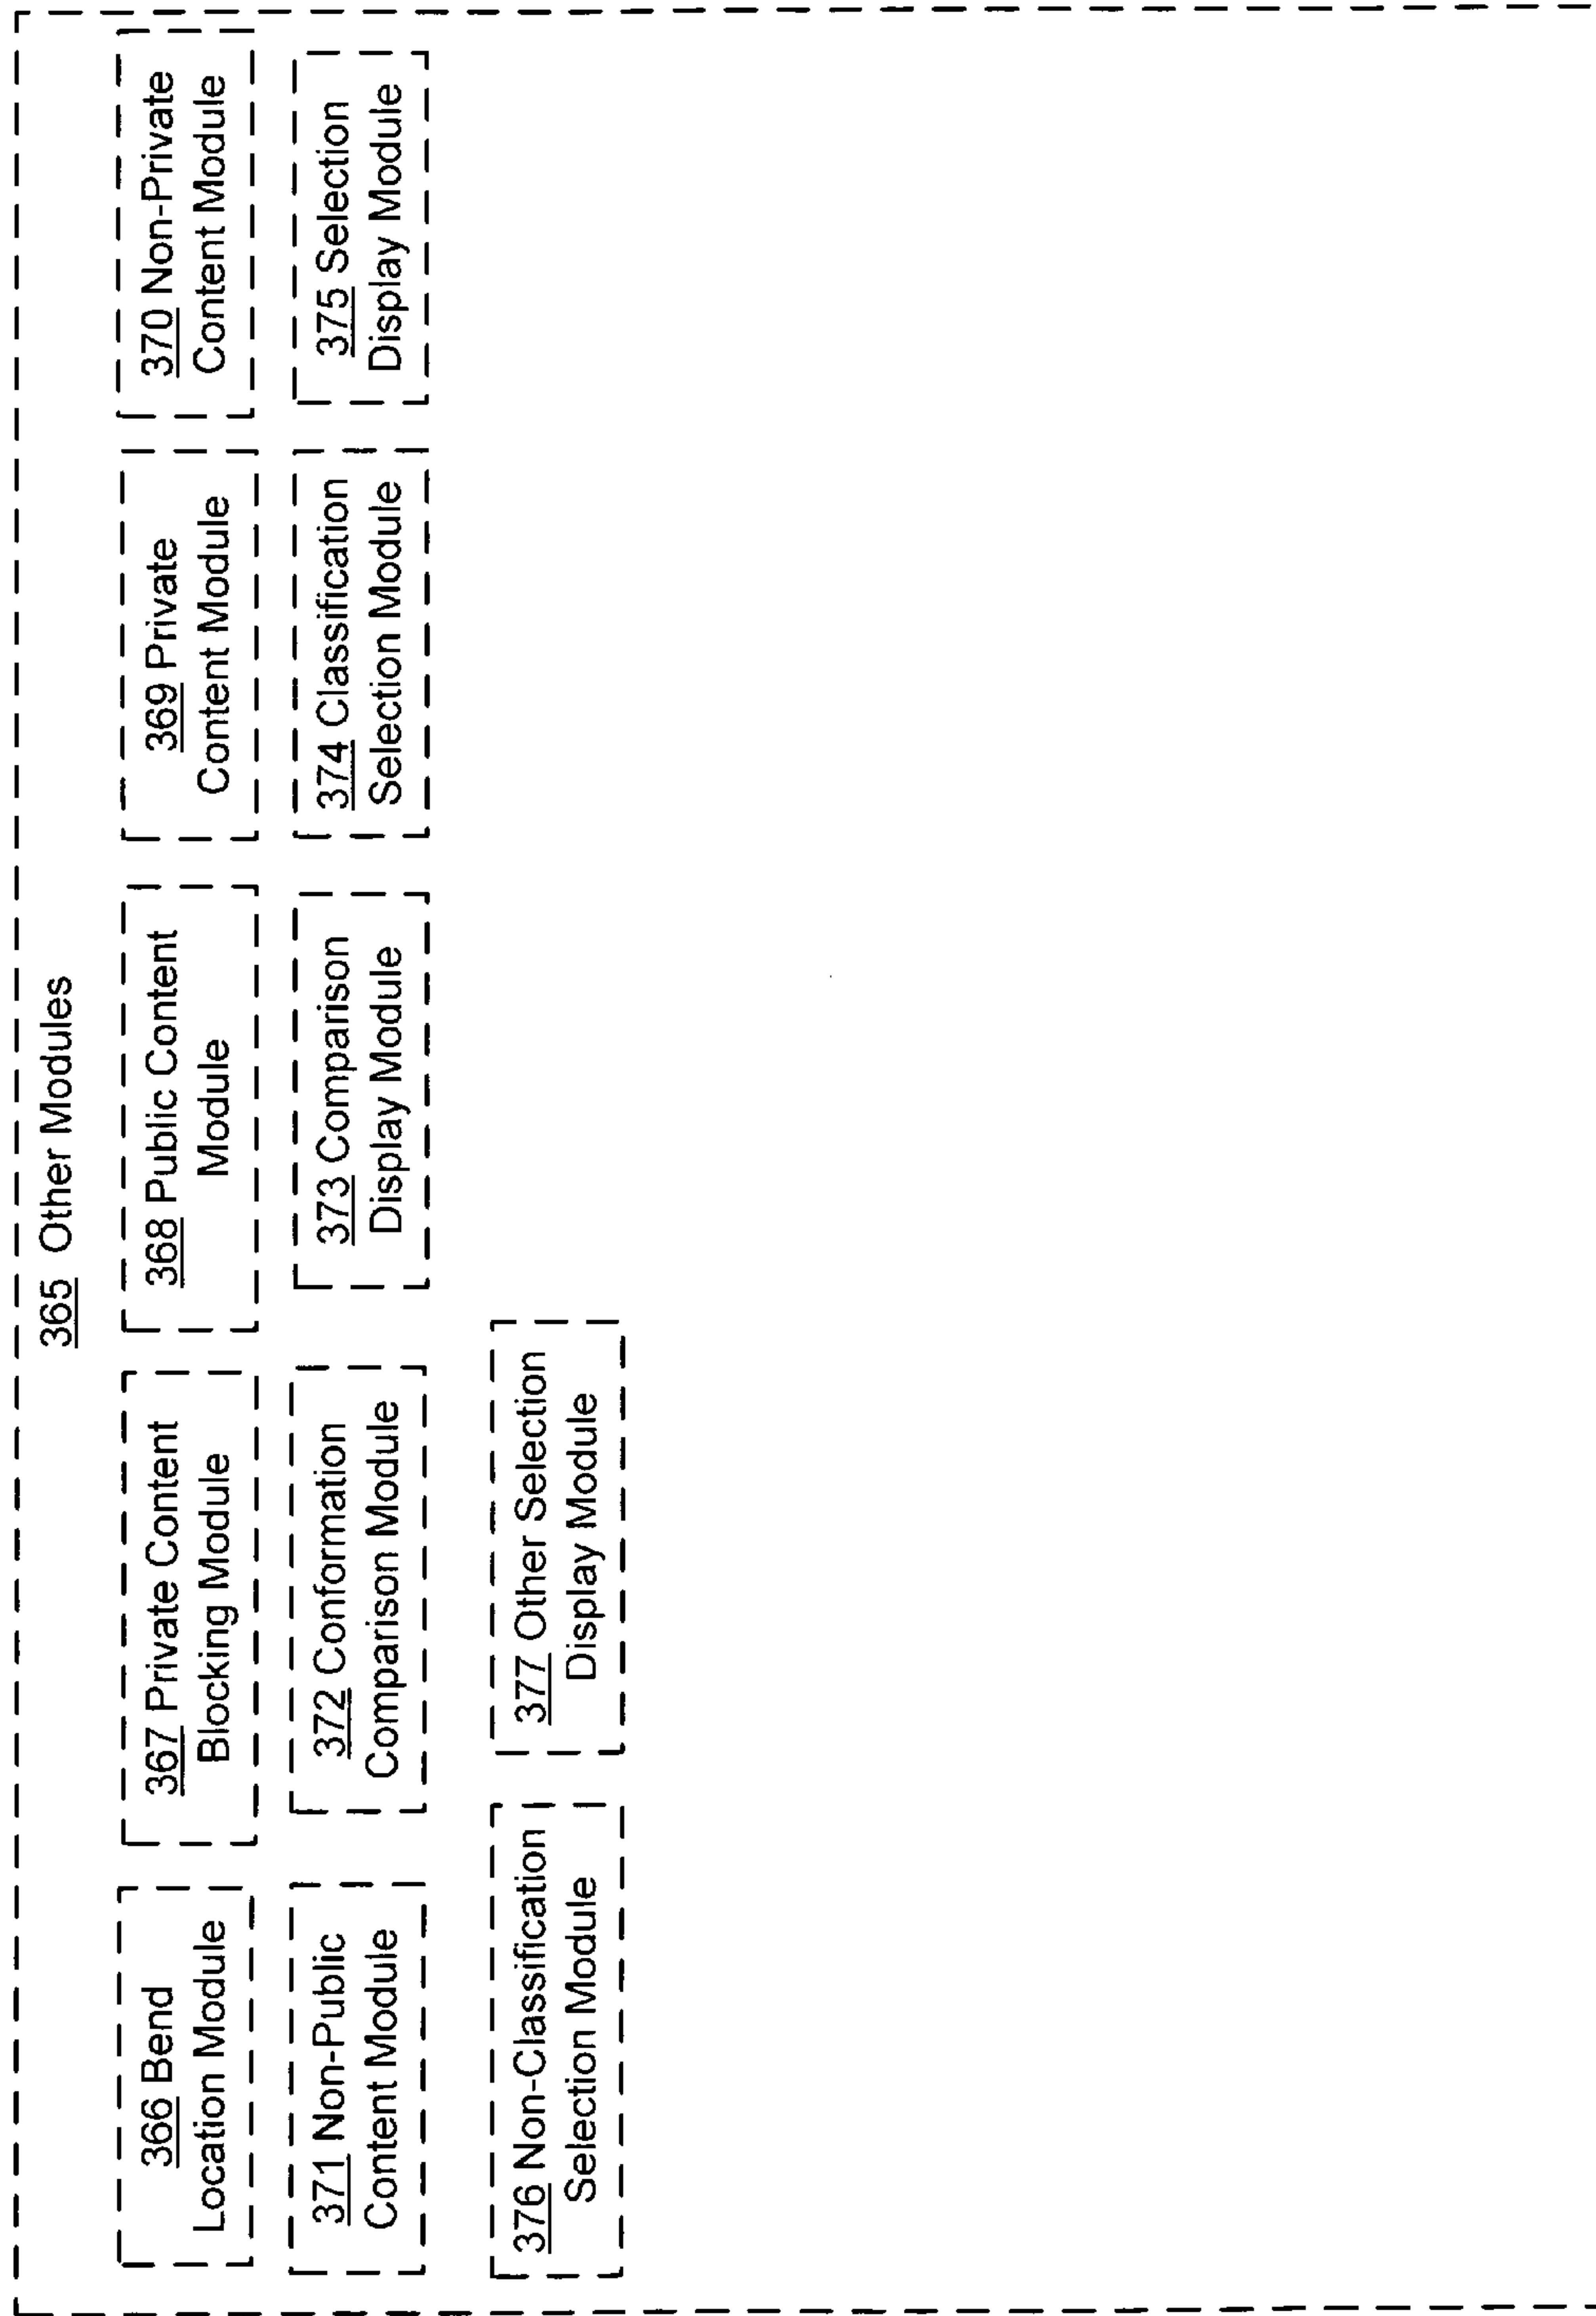 365 Other Modules
366 Bend
Location Module
367 Private Content
Blocking Module
368 Public Content
Module
369 Private
Content Module
370 Non-Private
Content Module
371 Non-Public
Content Module
372 Conformation
Comparison Module
373 Comparison
Display Module
374 Classification
Selection Module
375 Selection
Display Module
376 Non-Classification
Selection Module
377 Other Selection
Display Module